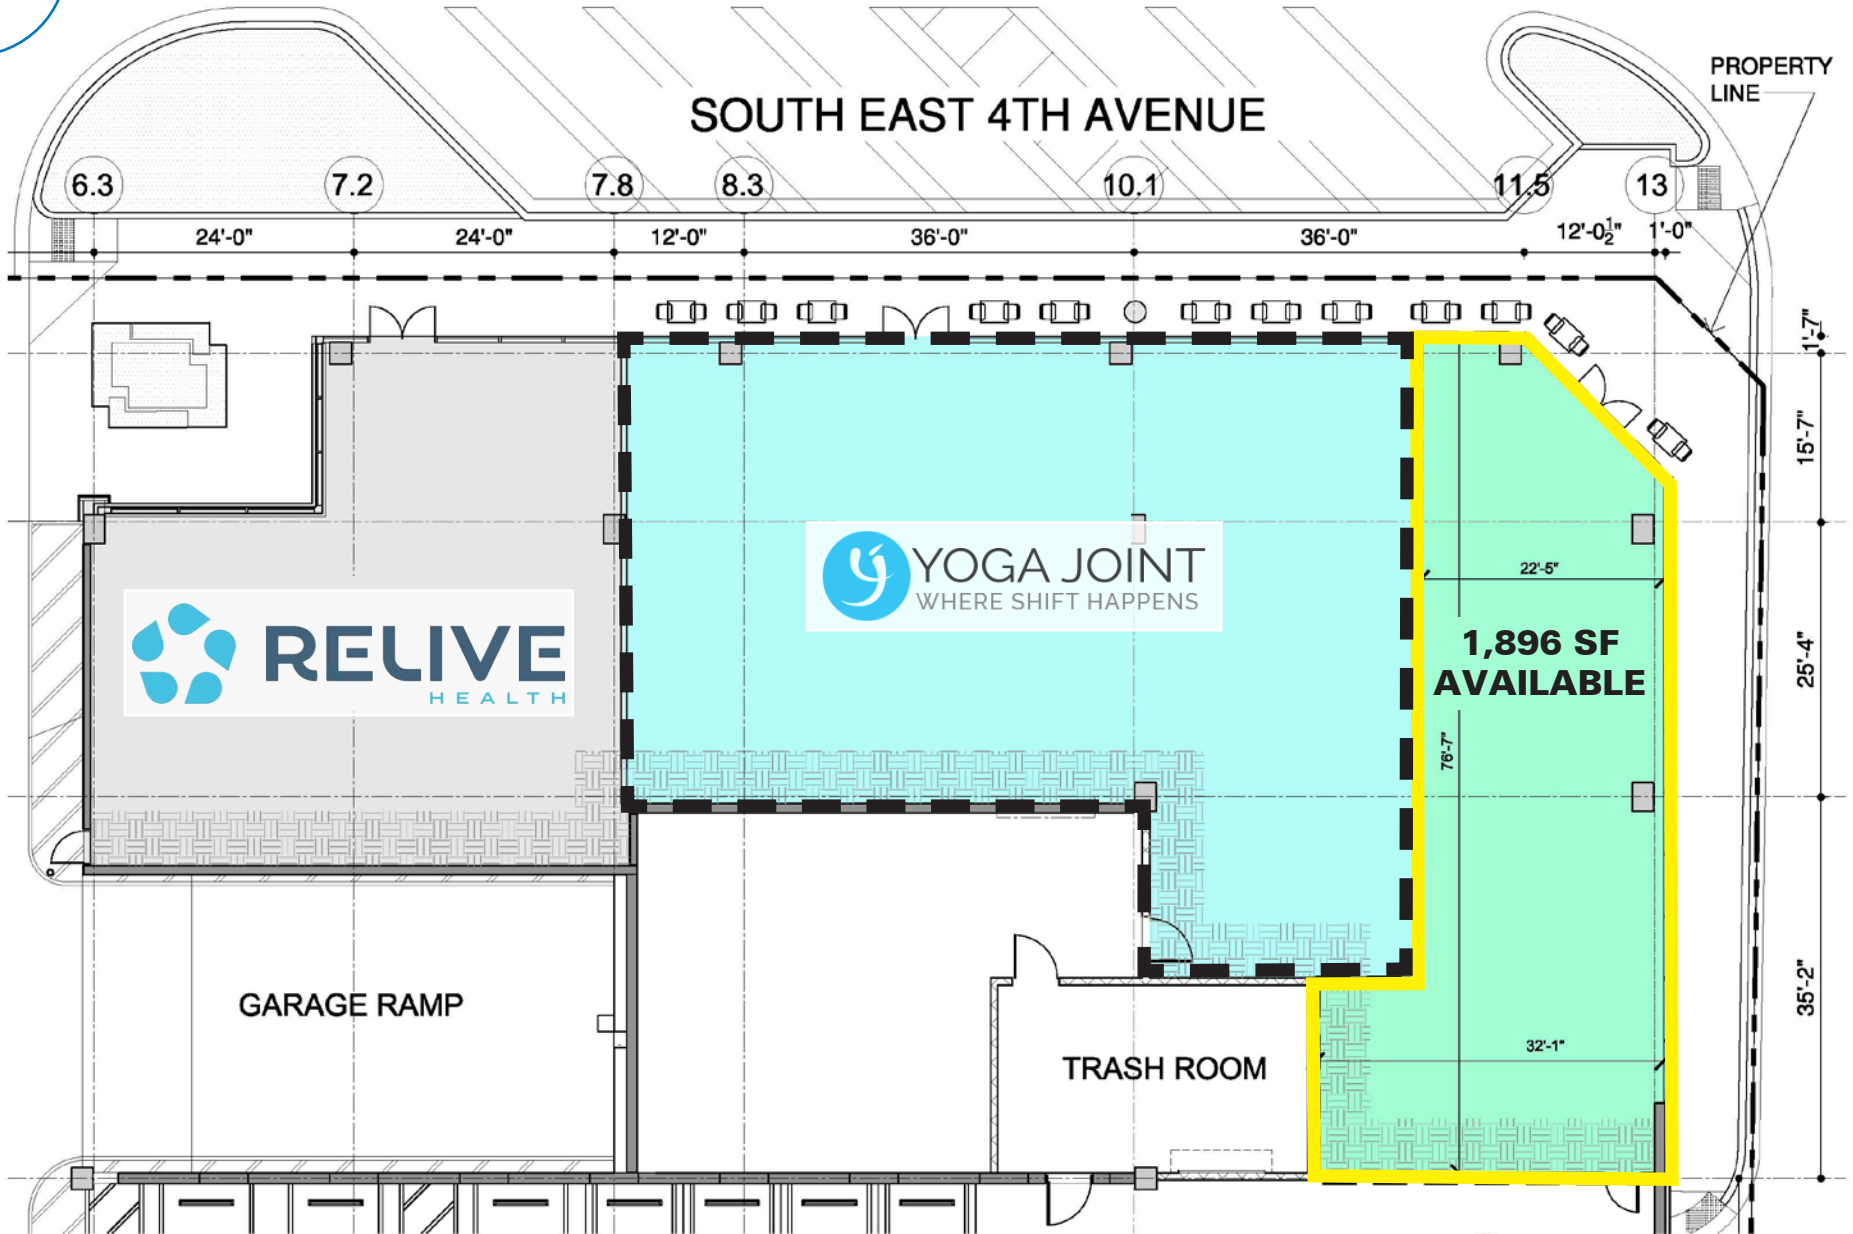 PROPERTY
LINE
SOUTH EAST 4TH AVENUE
6.3
7.2
7.8
8.3
10.1
11.5
13
24'-0"
24'-0"
12'-0"
36'-0"
36'-0"
12'-0½"
1'-0"
1'-7"
15'-7"
25'-4"
35'-2"
YOGA JOINT
WHERE SHIFT HAPPENS
RELIVE
HEALTH
22'-5"
1,896 SF
AVAILABLE
76'-7"
32'-1"
GARAGE RAMP
TRASH ROOM